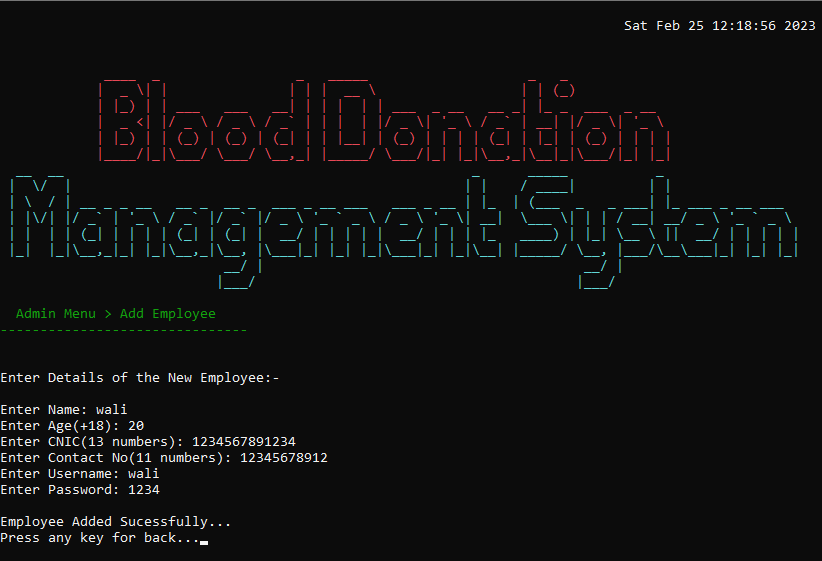 Sat Feb 25 12:18:56 2023
Blood Donation
Management System
Admin Menu > Add Employee
-------------------------------
Enter Details of the New Employee:-
Enter Name: wali
Enter Age(+18): 20
Enter CNIC(13 numbers): 1234567891234
Enter Contact No(11 numbers): 12345678912
Enter Username: wali
Enter Password: 1234
Employee Added Sucessfully...
Press any key for back...